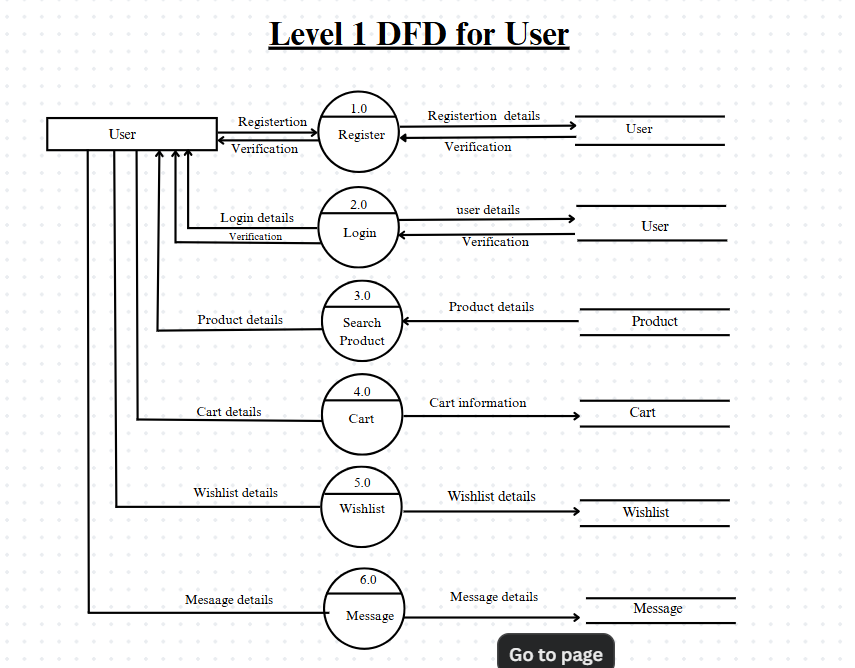 Level 1 DFD for User
User
Registertion
Verification
1.0
Register
Registertion details
Verification
User
Login details
Verification
2.0
Login
user details
Verification
User
Product details
3.0
Search
Product
Product details
Product
Cart details
4.0
Cart
Cart information
Cart
Wishlist details
5.0
Wishlist
Wishlist details
Wishlist
Mesaage details
6.0
Message
Message details
Message
Go to page